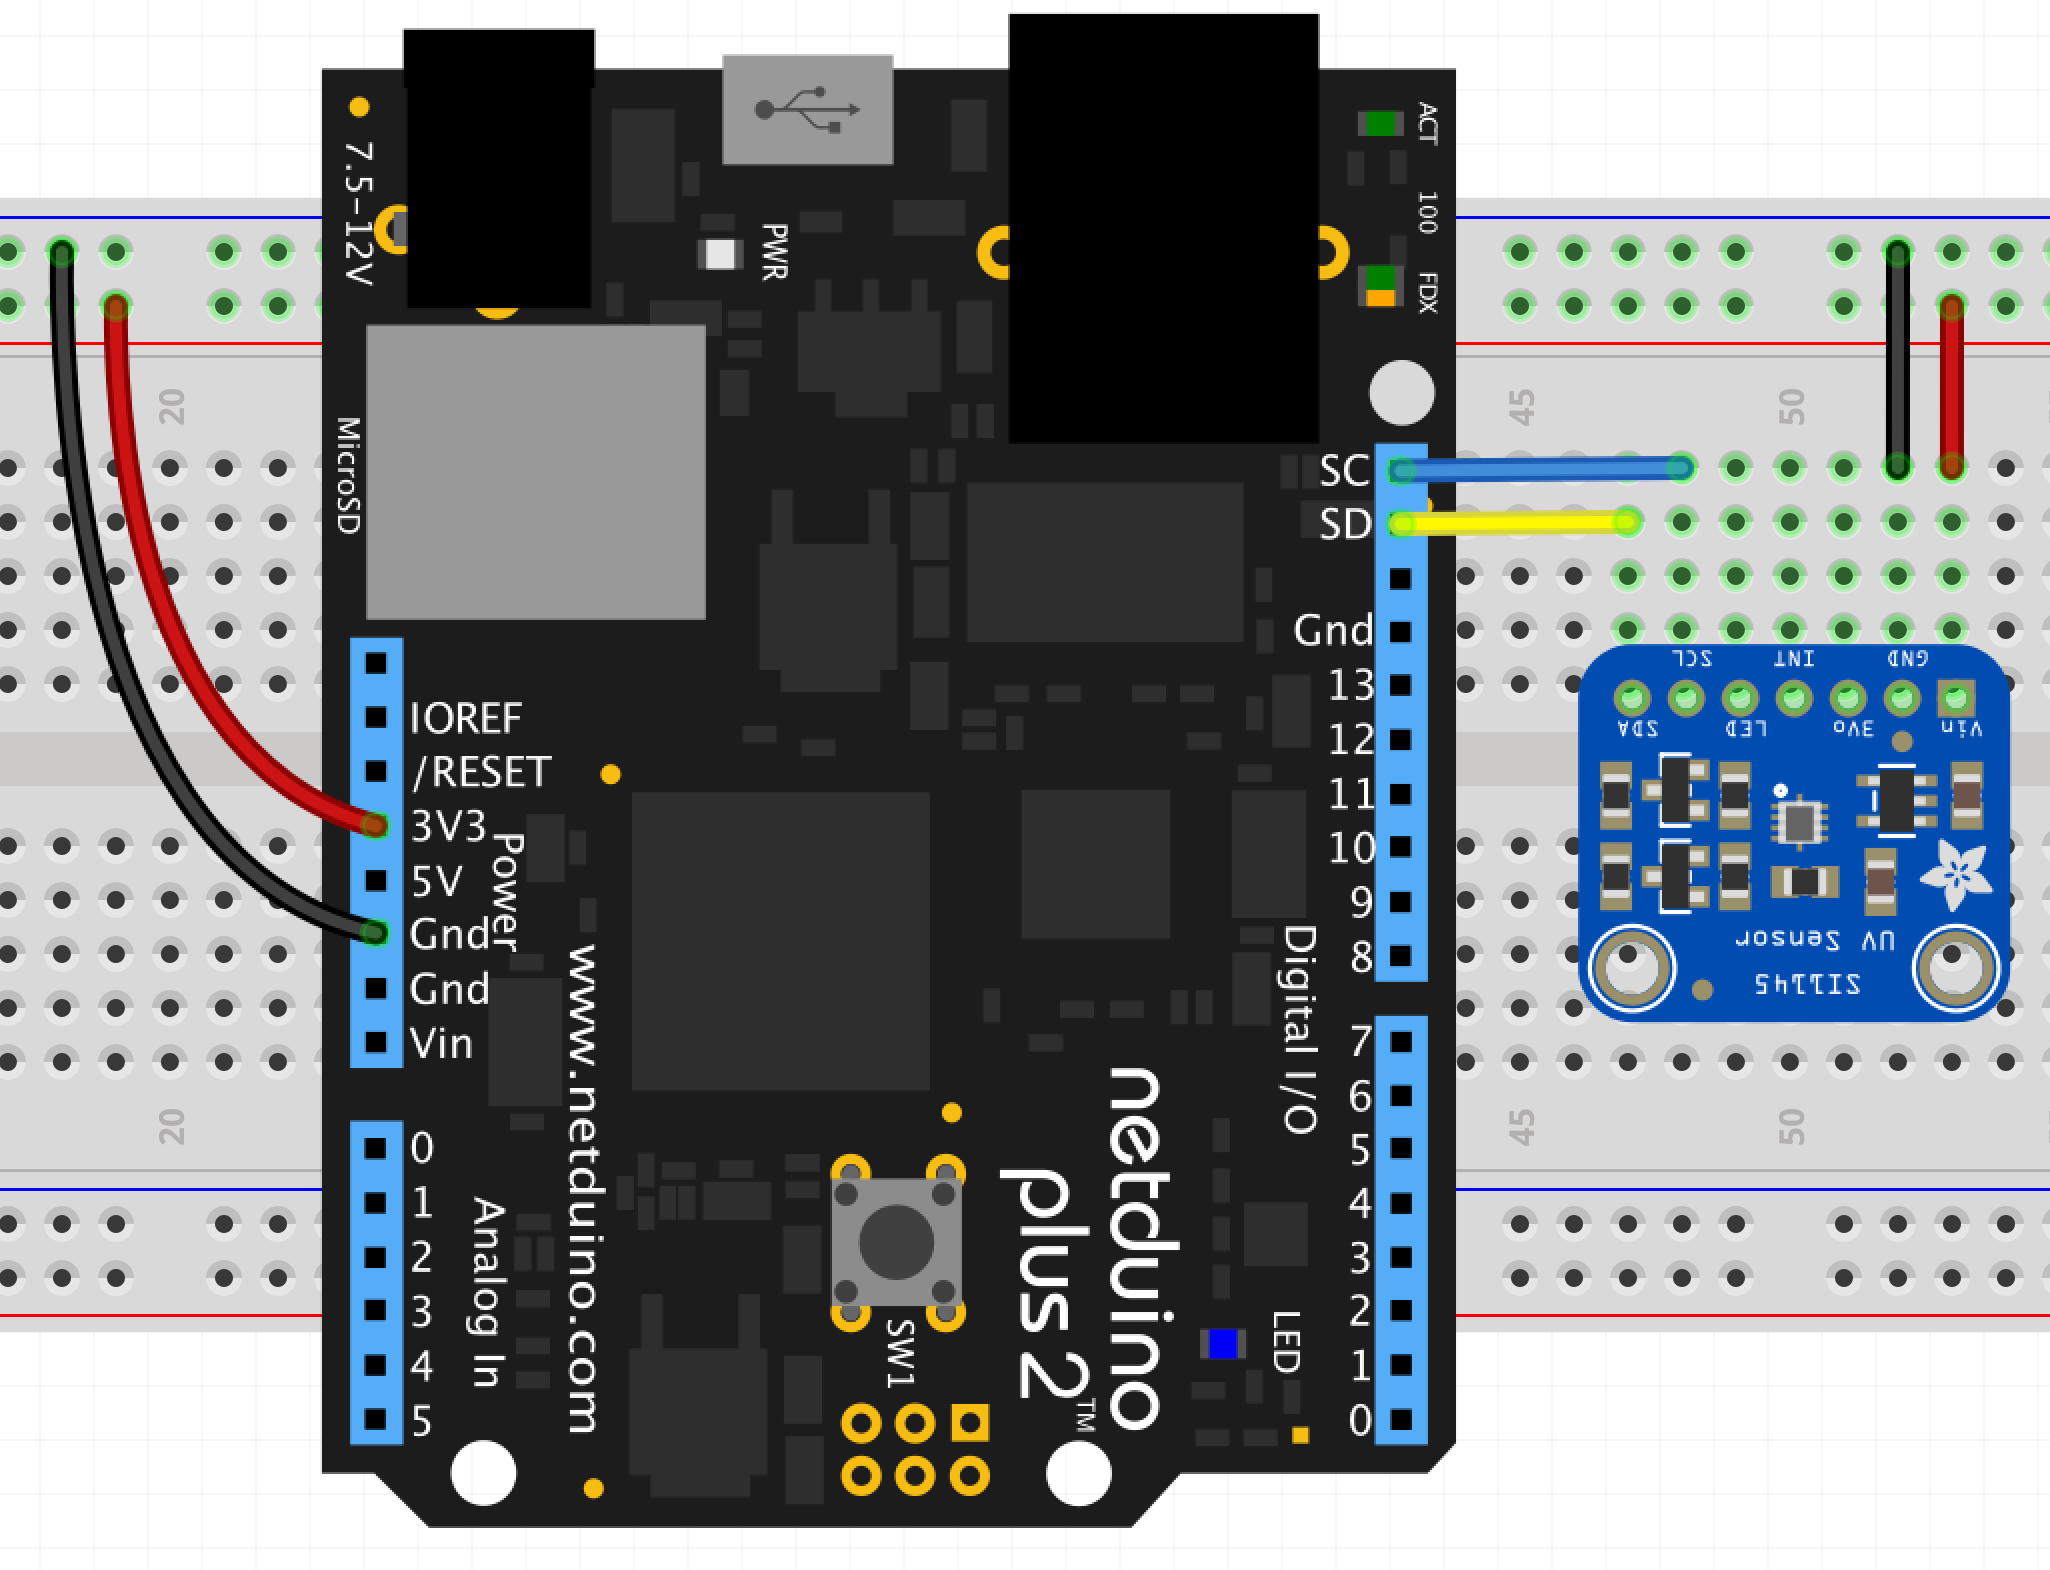 7.5-12V
PWR
ACT
100
FDX
MicroSD
20
45
50
SC
SD
Gnd
13
12
11
10
9
8
7
6
5
4
3
2
1
0
Digital I/O
IOREF
/RESET
3V3
5V
Gnd
Gnd
Vin
Power
0
1
2
3
4
5
Analog In
www.netduino.com
netduino
plus 2™
SW1
LED
20
45
50
SCL
INT
GND
SDA
LED
3Vo
Vin
UV Sensor
SI1145